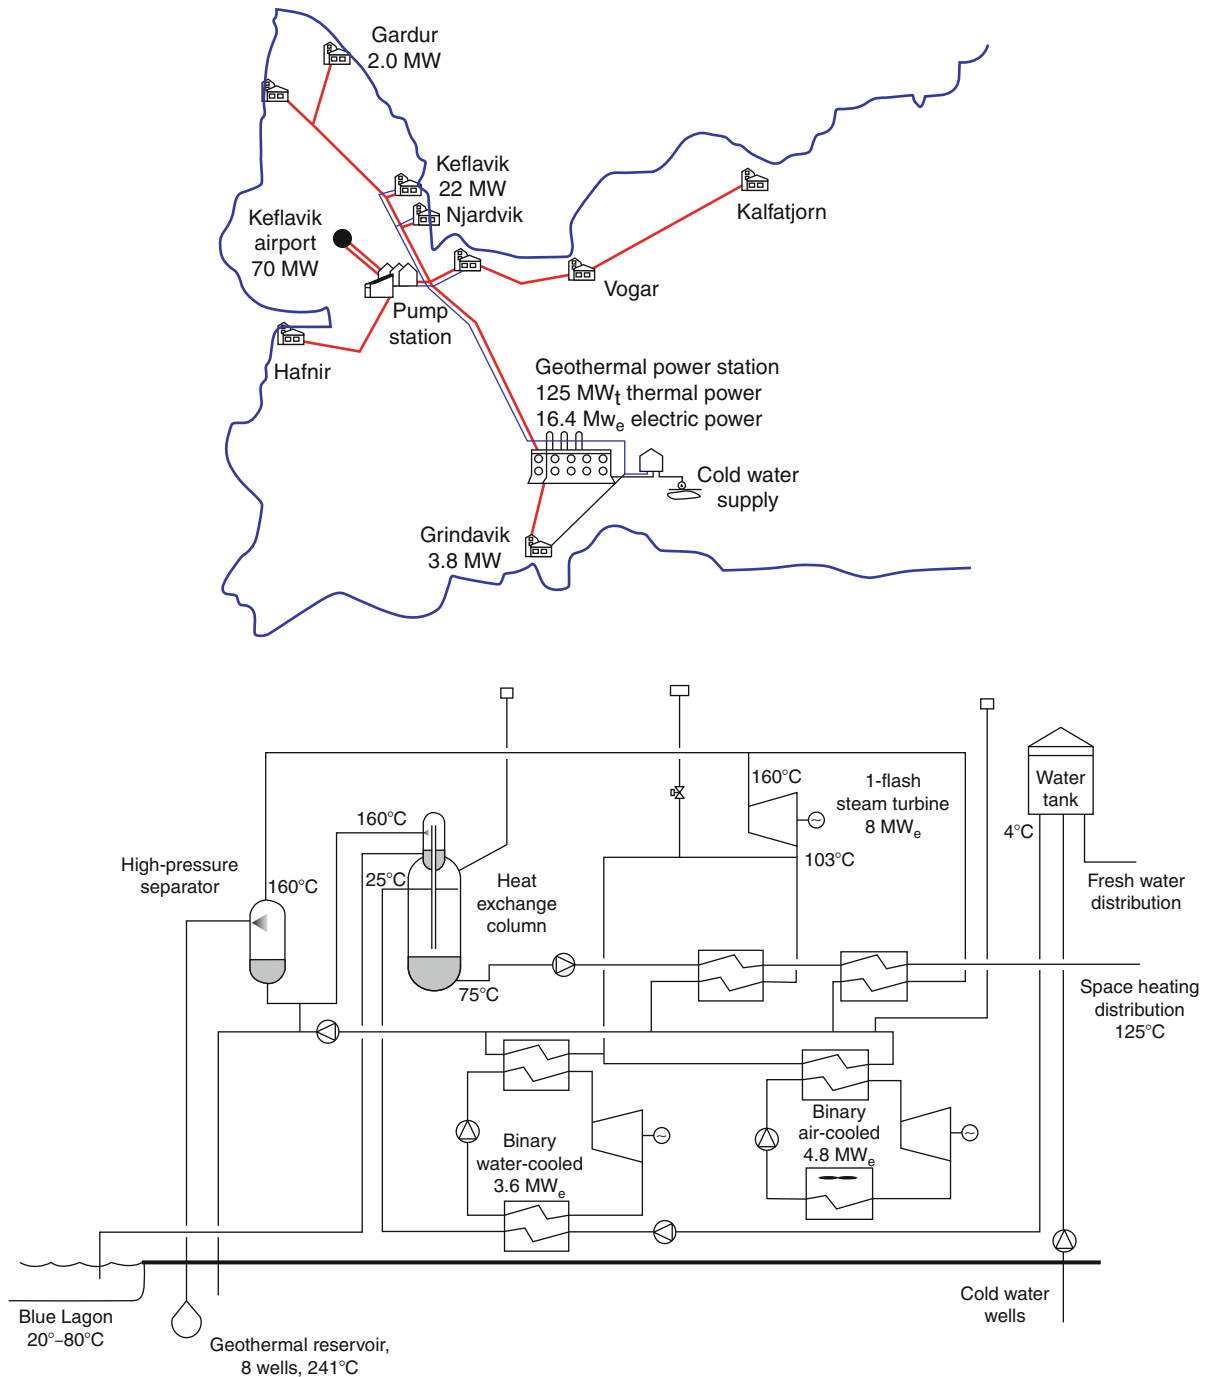 Gardur
2.0 MW
Keflavik
22 MW
Njardvik
Keflavik
airport
70 MW
Kalfatjorn
Vogar
Pump
station
Hafnir
Geothermal power station
125 MWt thermal power
16.4 Mwe electric power
Cold water
supply
Grindavik
3.8 MW
160°C
1-flash
steam turbine
8 MWe
Water
tank
4°C
160°C
103°C
High-pressure
separator
160°C
25°C
Heat
exchange
column
Fresh water
distribution
75°C
Space heating
distribution
125°C
Binary
water-cooled
3.6 MWe
Binary
air-cooled
4.8 MWe
~
~
~
Blue Lagon
20°–80°C
Geothermal reservoir,
8 wells, 241°C
Cold water
wells